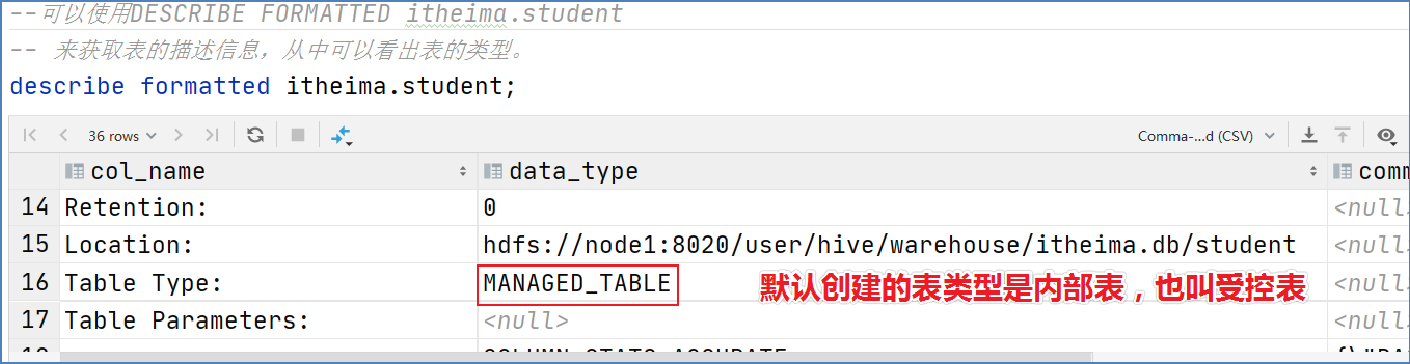 --可以使用DESCRIBE FORMATTED itheima.student
-- 来获取表的描述信息，从中可以看出表的类型。
describe formatted itheima.student;
36 rows Comma-...d (CSV)
col_name data_type comm
14 Retention: 0 <null>
15 Location: hdfs://node1:8020/user/hive/warehouse/itheima.db/student <null>
16 Table Type: MANAGED_TABLE 默认创建的表类型是内部表，也叫受控表 <null>
17 Table Parameters: <null> <null>